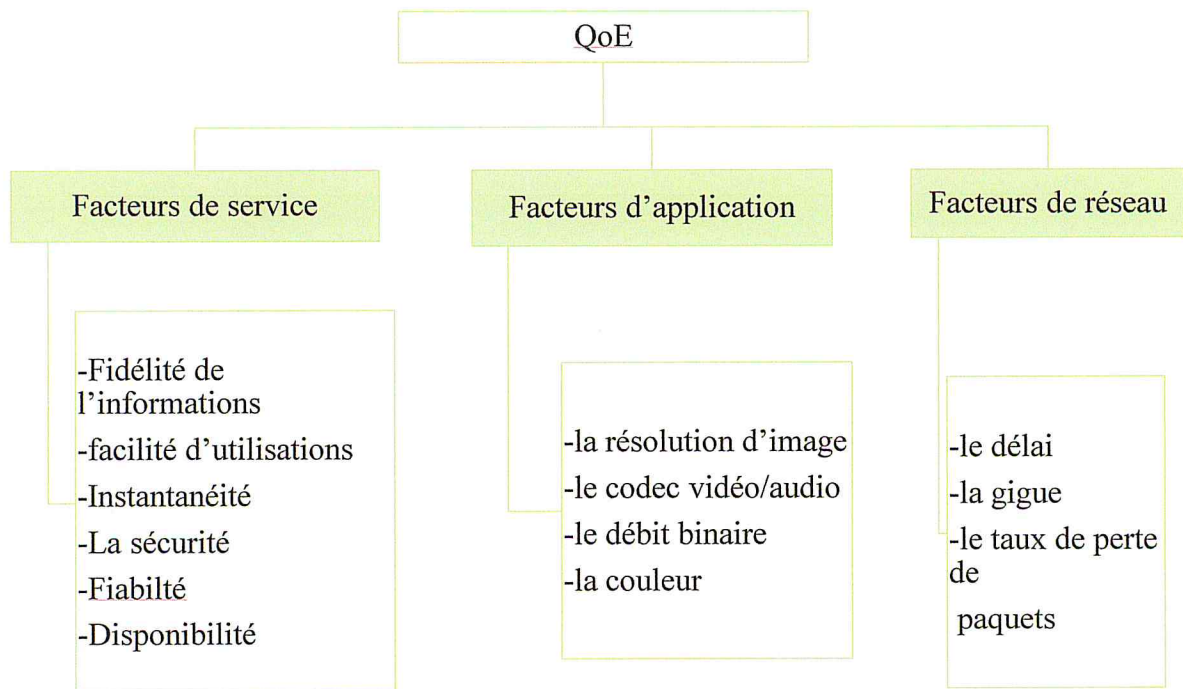 QoE
Facteurs de service
Facteurs d’application
Facteurs de réseau
-Fidélité de
l’informations
-facilité d’utilisations
-Instantanéité
-La sécurité
-Fiabilté
-Disponibilité
-la résolution d’image
-le codec vidéo/audio
-le débit binaire
-la couleur
-le délai
-la gigue
-le taux de perte
de
paquets